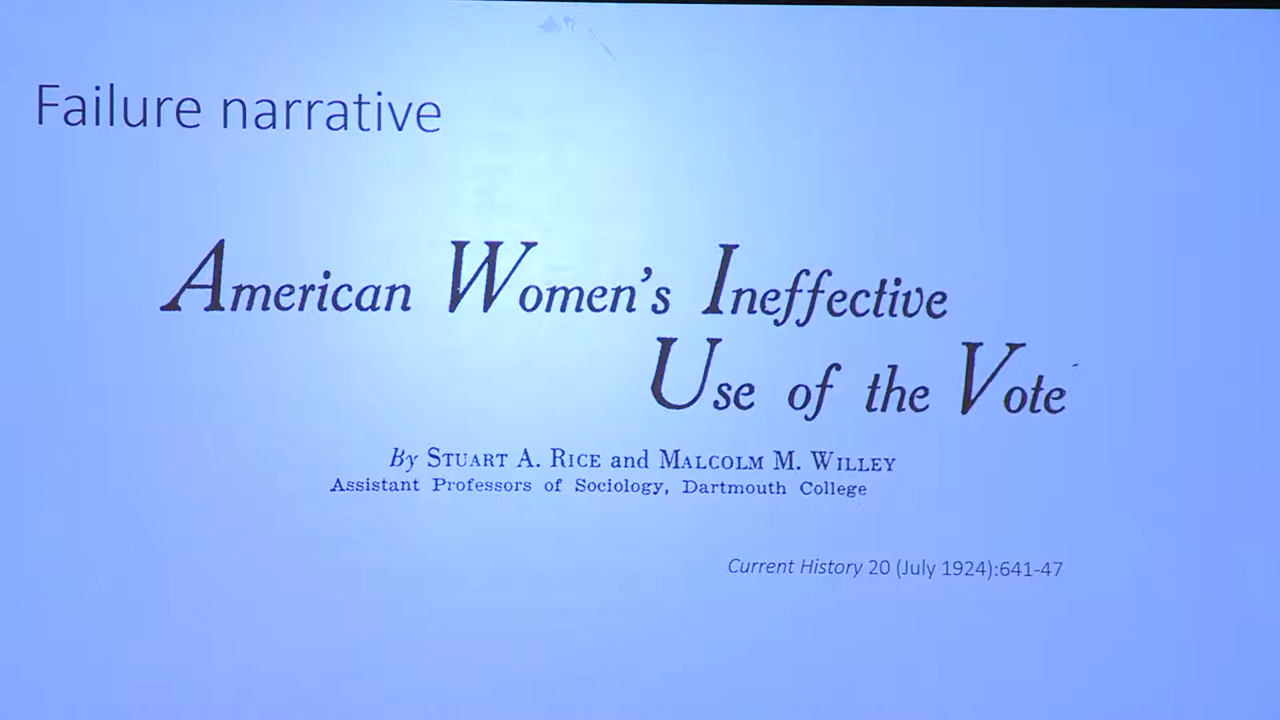 Failure narrative
American Women's Ineffective
Use of the Vote
By Stuart A. Rice and Malcolm M. Willey
Assistant Professors of Sociology, Dartmouth College
Current History 20 (July 1924):641-47